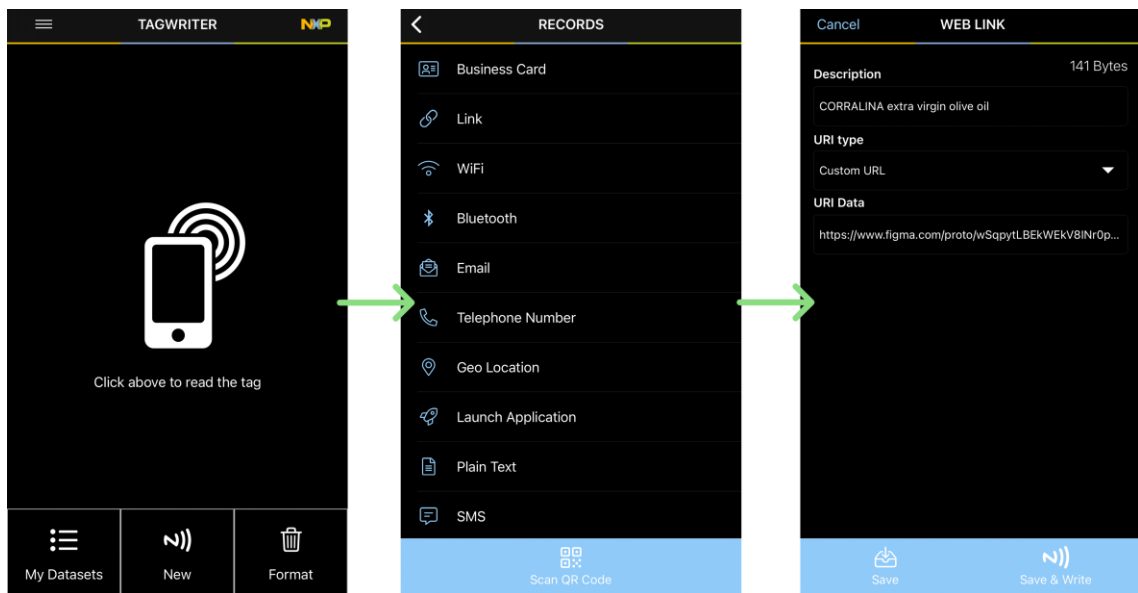 TAGWRITER
NXP
Click above to read the tag
My Datasets
New
Format
RECORDS
Business Card
Link
WiFi
Bluetooth
Email
Telephone Number
Geo Location
Launch Application
Plain Text
SMS
Scan QR Code
Cancel
WEB LINK
141 Bytes
Description
CORRALINA extra virgin olive oil
URI type
Custom URL
URI Data
https://www.figma.com/proto/wSqpytLBEkWEkV8INr0p...
Save
Save & Write